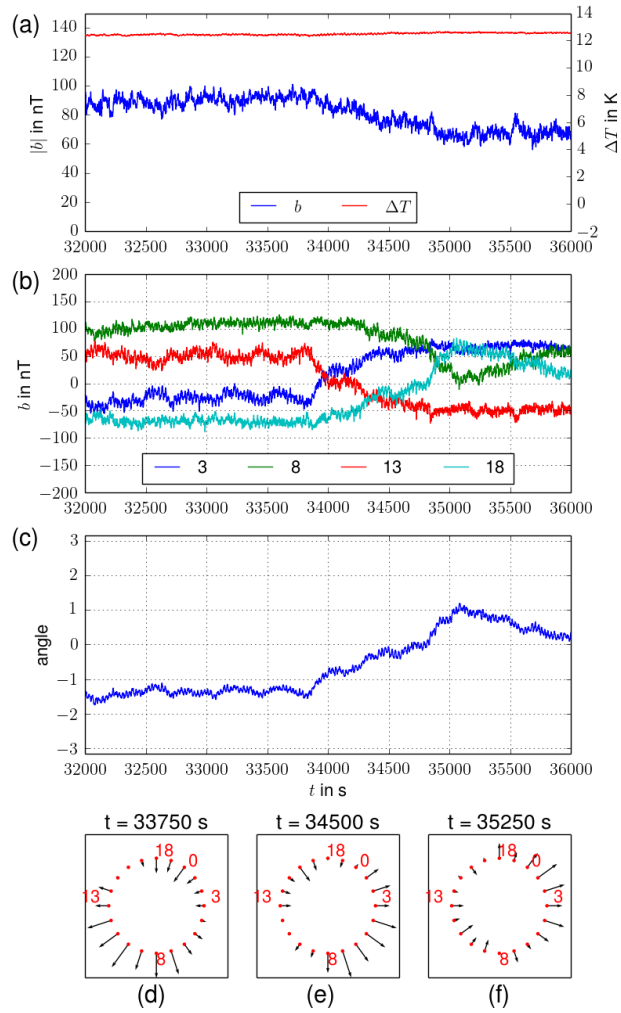 (a)
140
120
100
80
60
40
20
0
|b| in nT
14
12
10
8
6
4
2
0
−2
ΔT in K
b ΔT
32000 32500 33000 33500 34000 34500 35000 35500 36000
(b)
200
150
100
50
0
−50
−100
−150
−200
b in nT
3 8 13 18
32000 32500 33000 33500 34000 34500 35000 35500 36000
(c)
3
2
1
0
−1
−2
−3
angle
32000 32500 33000 33500 34000 34500 35000 35500 36000
t in s
t = 33750 s t = 34500 s t = 35250 s
18 0 18 0 18 0
13 3 13 3 13 3
8 8 8
(d) (e) (f)